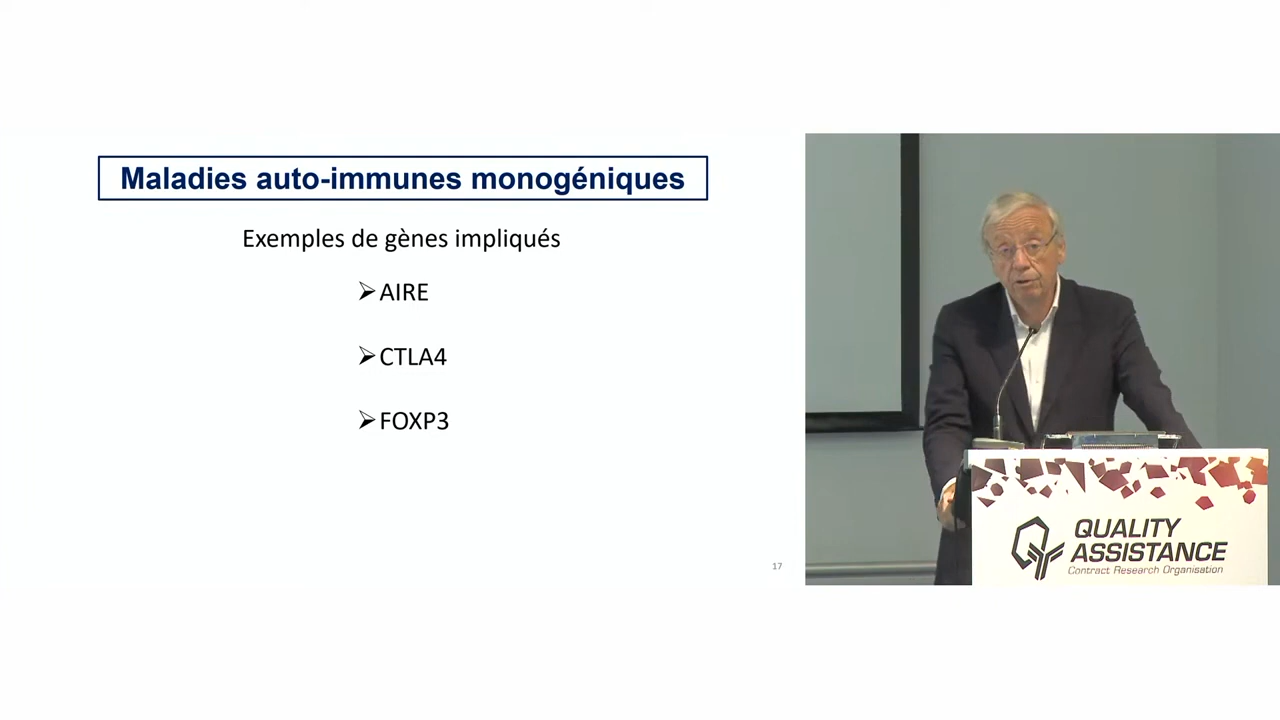 Maladies auto-immunes monogéniques
Exemples de gènes impliqués
➢AIRE
➢CTLA4
➢FOXP3
17
QUALITY
ASSISTANCE
Contract Research Organisation